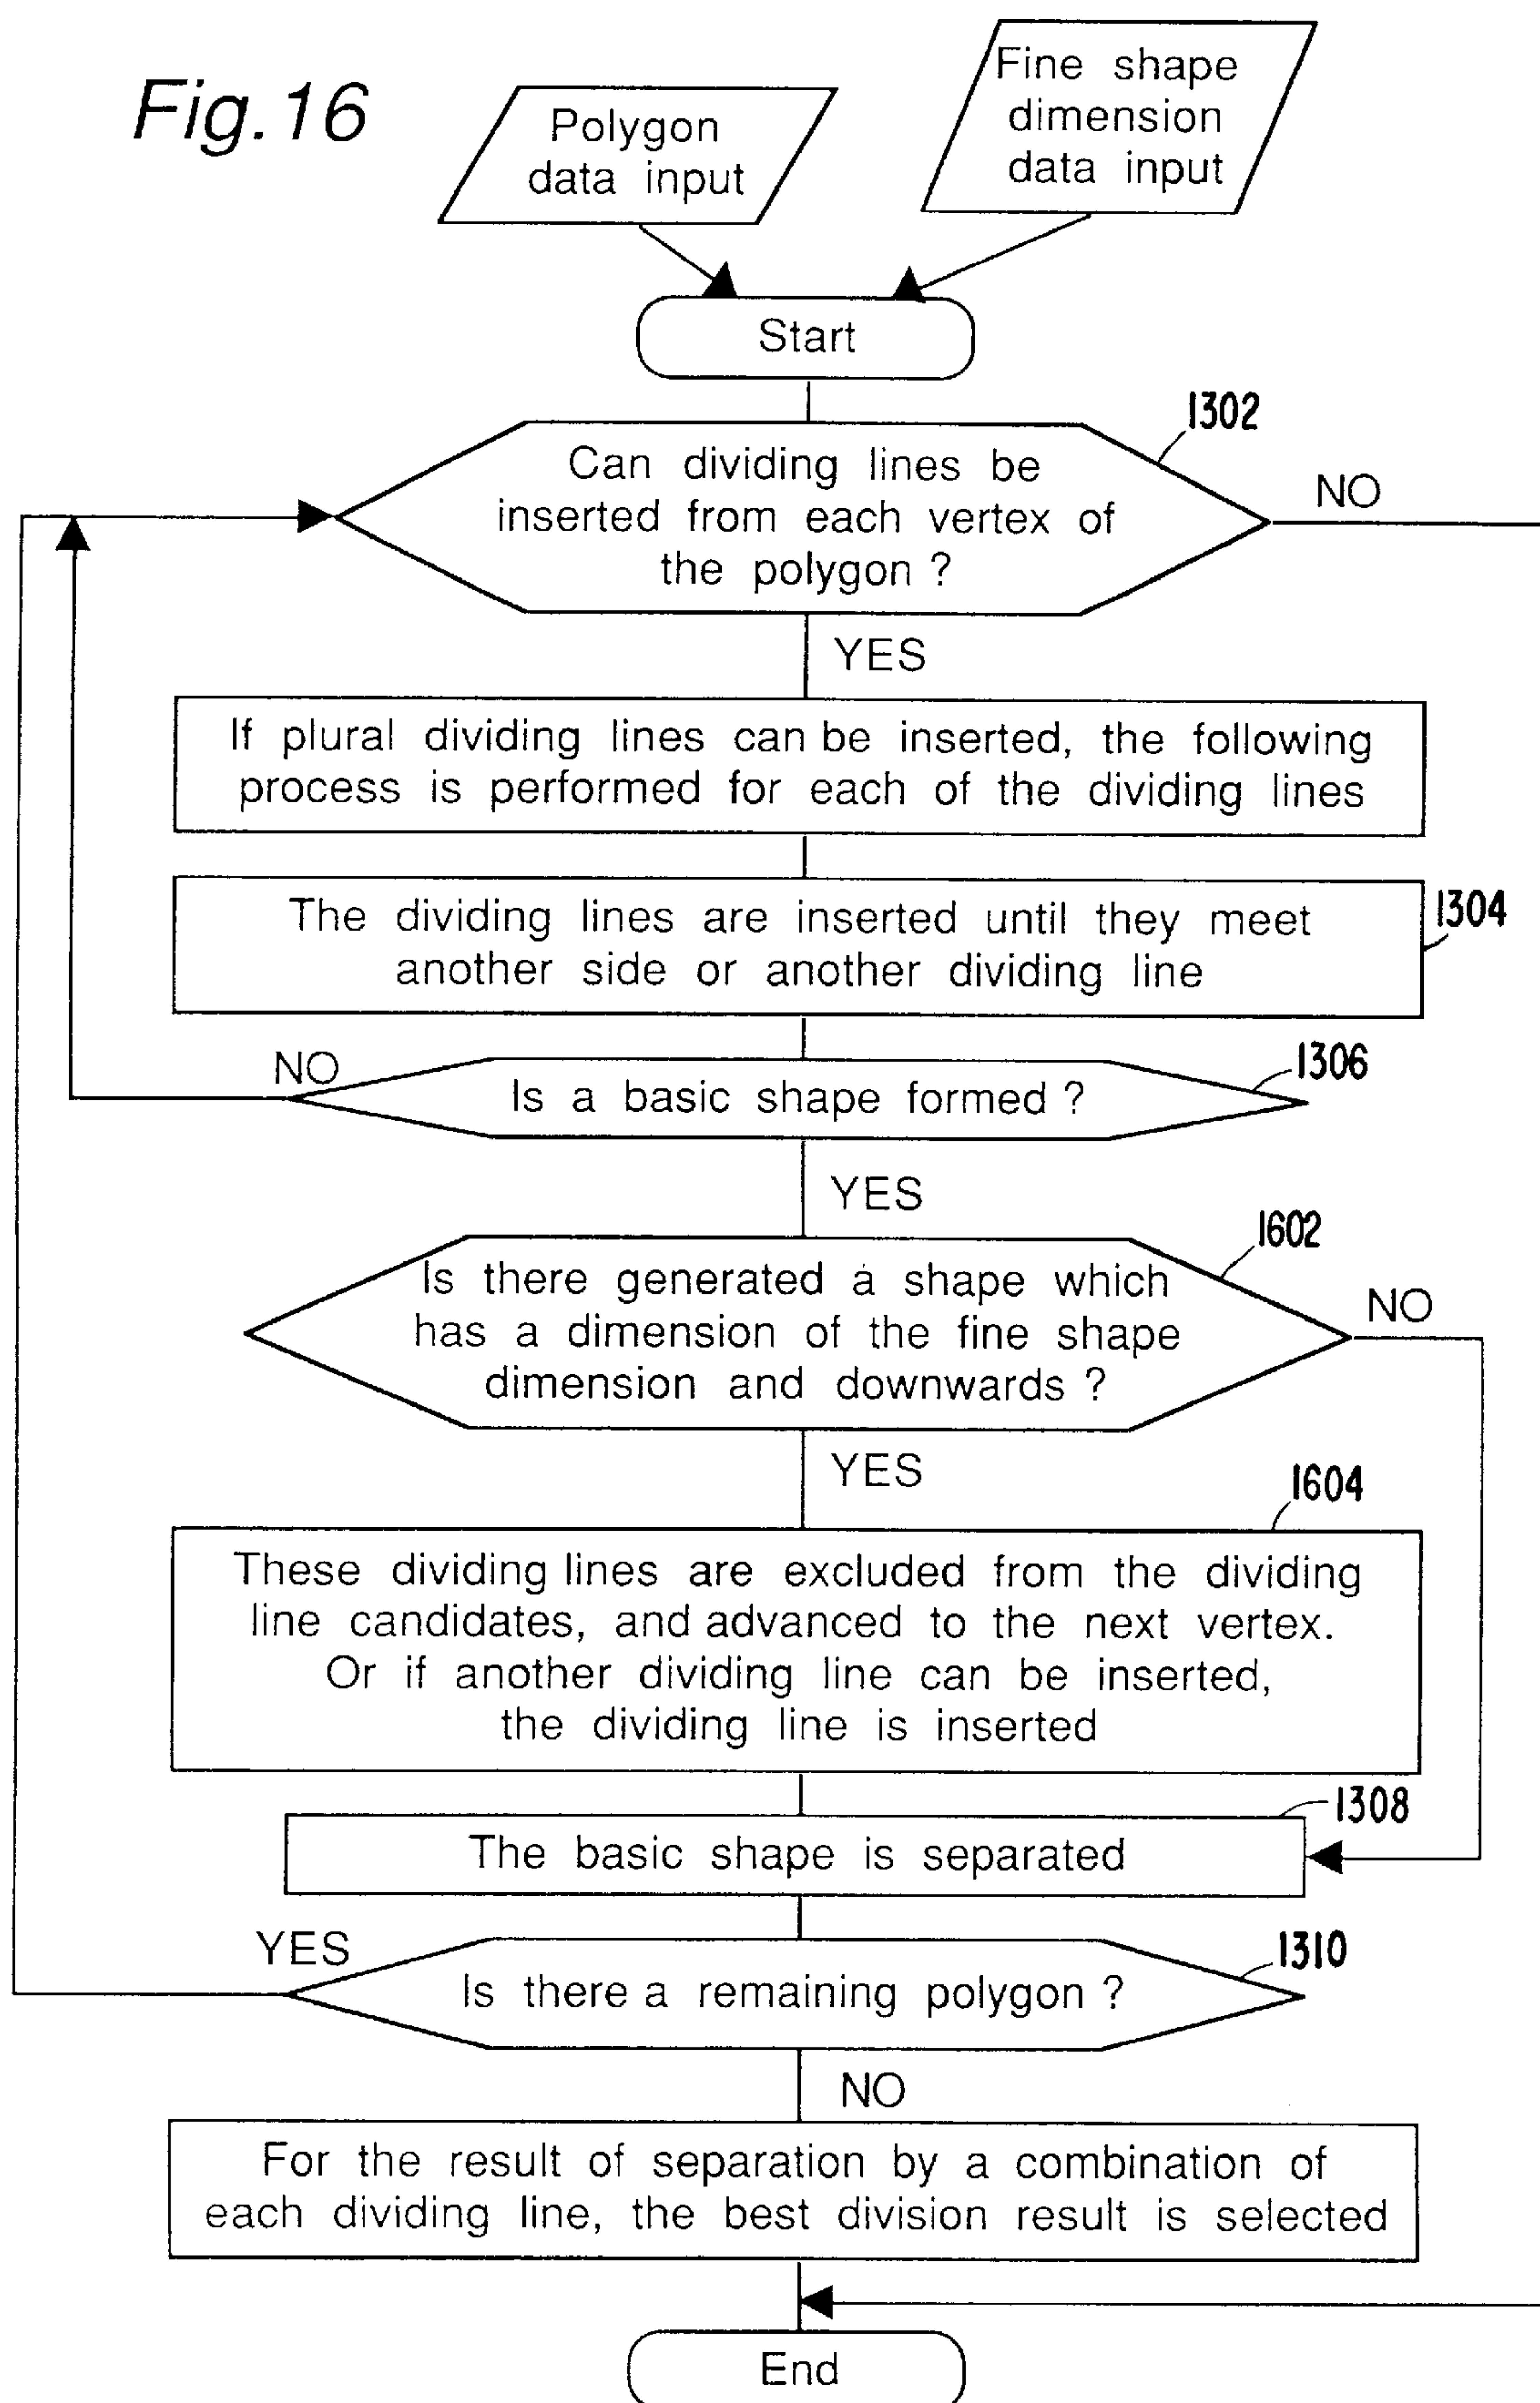 Fig.16
Polygon
data input
Fine shape
dimension
data input
Start
1302
Can dividing lines be
inserted from each vertex of
the polygon ?
NO
YES
If plural dividing lines can be inserted, the following
process is performed for each of the dividing lines
The dividing lines are inserted until they meet
another side or another dividing line
1304
NO
Is a basic shape formed ?
1306
YES
1602
Is there generated a shape which
has a dimension of the fine shape
dimension and downwards ?
NO
YES
1604
These dividing lines are excluded from the dividing
line candidates, and advanced to the next vertex.
Or if another dividing line can be inserted,
the dividing line is inserted
1308
The basic shape is separated
YES
Is there a remaining polygon ?
1310
NO
For the result of separation by a combination of
each dividing line, the best division result is selected
End